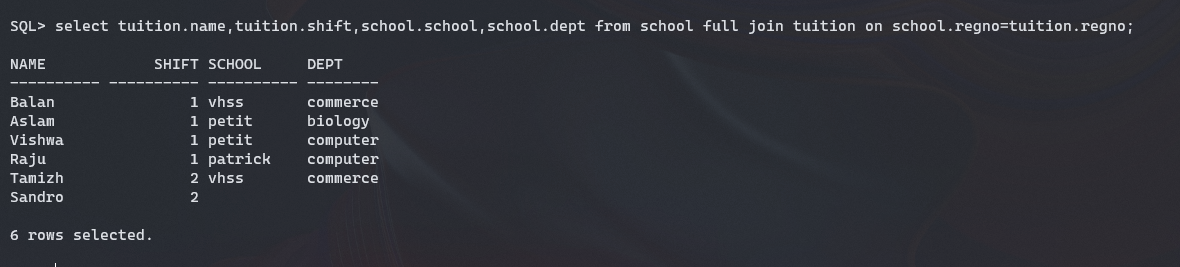 SQL> select tuition.name,tuition.shift,school.school,school.dept from school full join tuition on school.regno=tuition.regno;
NAME            SHIFT SCHOOL     DEPT
---------- ---------- ---------- --------
Balan               1 vhss       commerce
Aslam               1 petit      biology
Vishwa              1 petit      computer
Raju                1 patrick    computer
Tamizh              2 vhss       commerce
Sandro              2
6 rows selected.